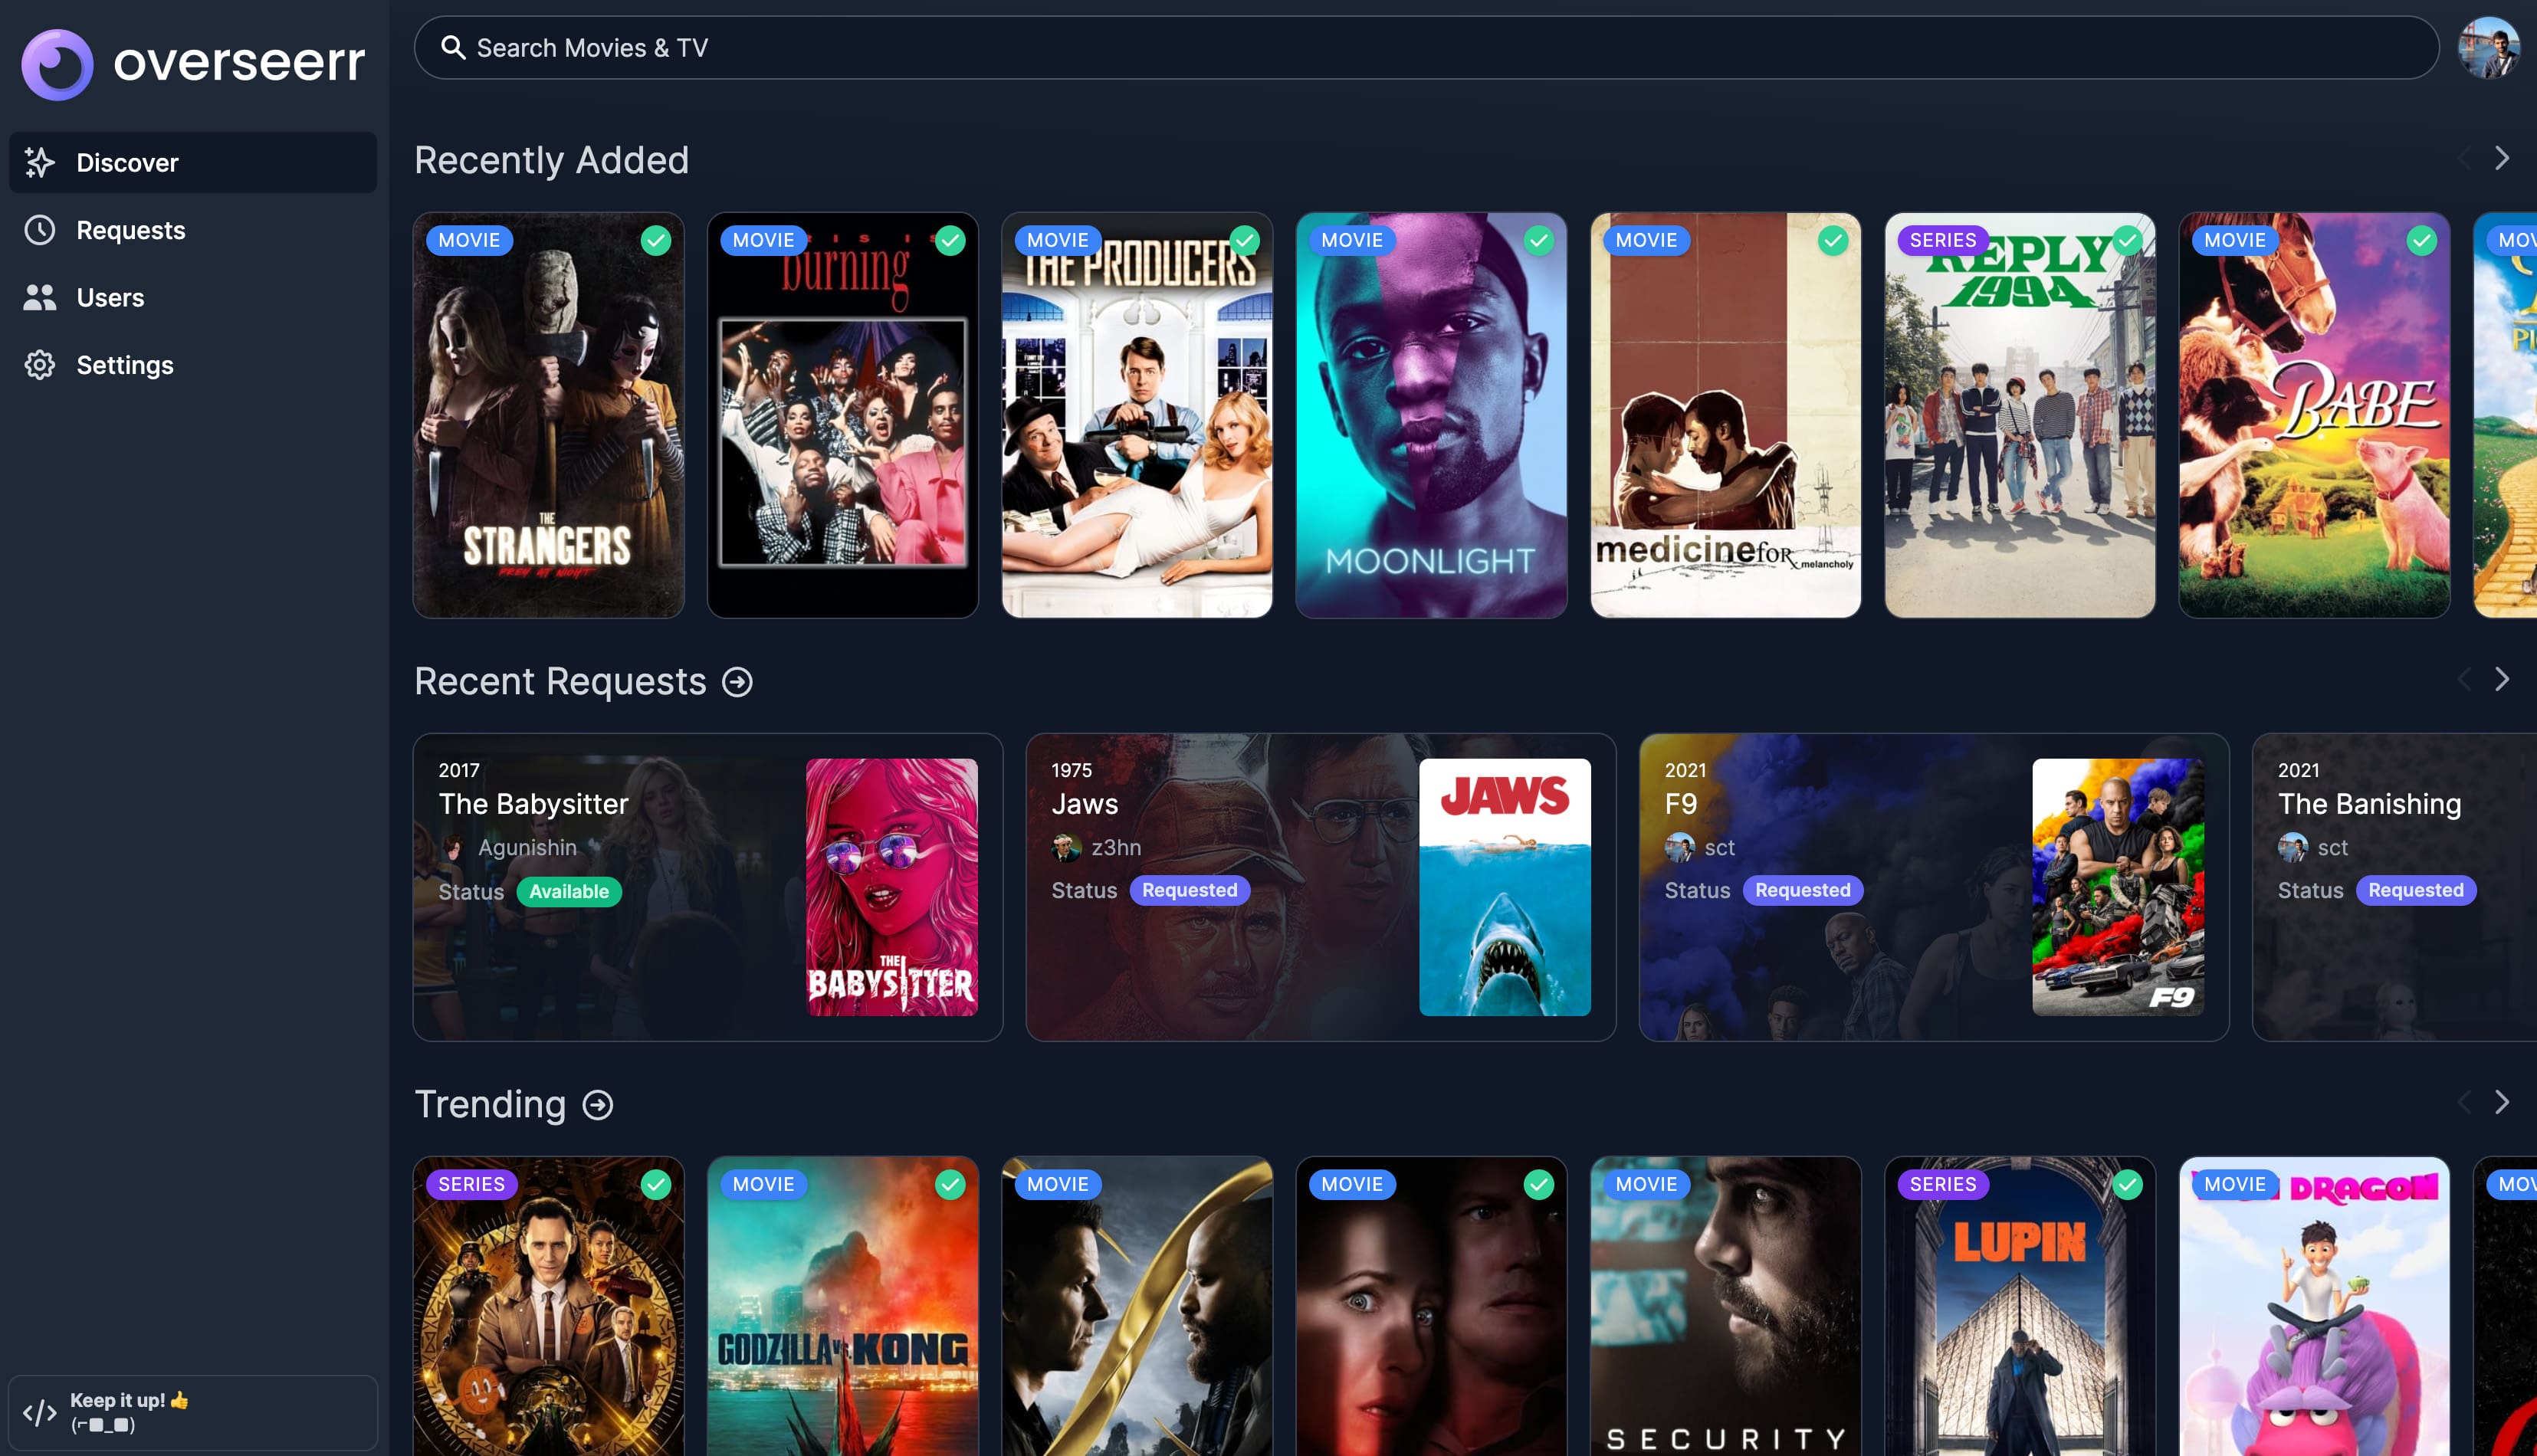 overseerr
Search Movies & TV
Discover
Requests
Users
Settings
Keep it up! 👍
(⌐■_■)
Recently Added
MOVIE
THE
STRANGERS
PREY AT NIGHT
MOVIE
burning
MOVIE
THE PRODUCERS
MOVIE
MOONLIGHT
MOVIE
medicine FOR
melancholy
SERIES
REPLY
1994
MOVIE
BABE
MOV
Recent Requests
2017
The Babysitter
Agunishin
Status Available
THE
BABYSITTER
1975
Jaws
z3hn
Status Requested
JAWS
2021
F9
sct
Status Requested
F9
2021
The Banishing
sct
Status Requested
Trending
SERIES
MOVIE
GODZILLA v. KONG
MOVIE
MOVIE
MOVIE
SECURITY
SERIES
LUPIN
MOVIE
DRAGON
MOV